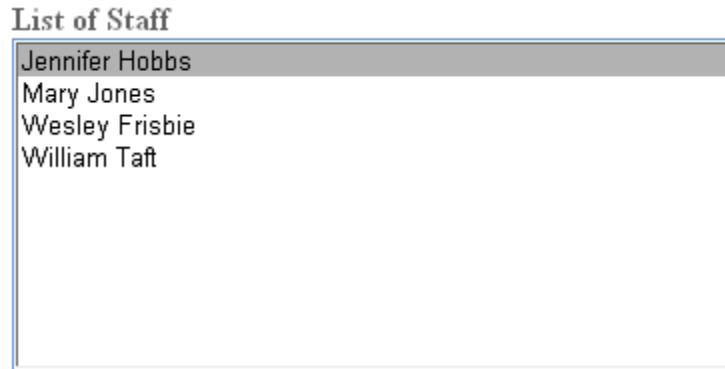 List of Staff
Jennifer Hobbs
Mary Jones
Wesley Frisbie
William Taft